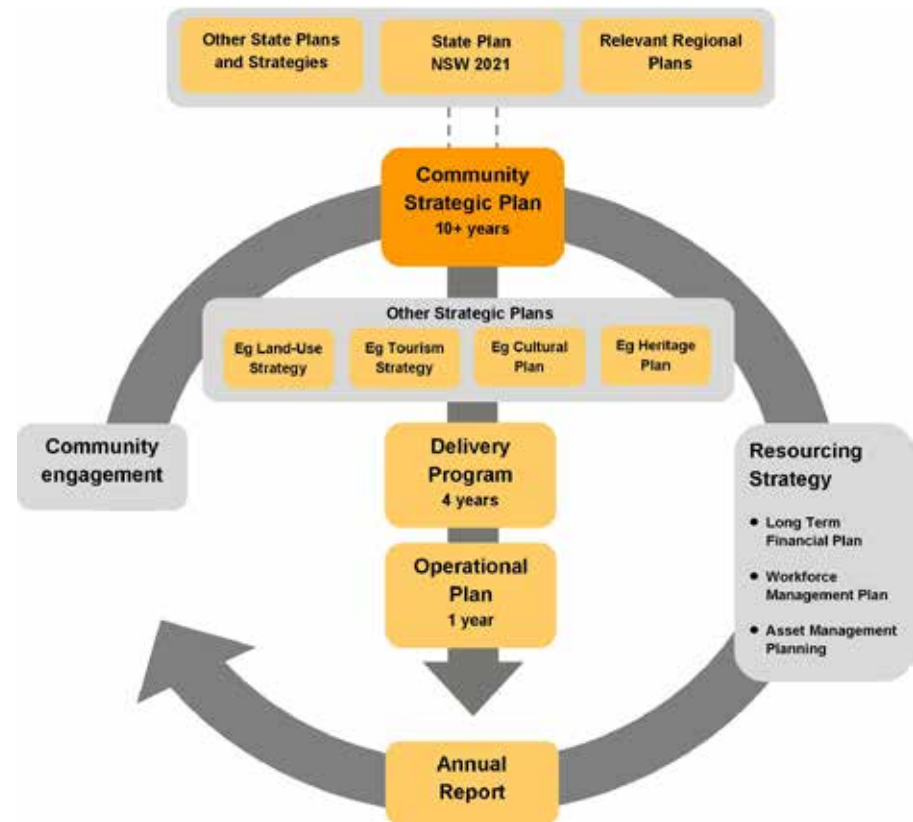 Other State Plans
and Strategies
State Plan
NSW 2021
Relevant Regional
Plans
Community
Strategic Plan
10+ years
Other Strategic Plans
Eg Land-Use
Strategy
Eg Tourism
Strategy
Eg Cultural
Plan
Eg Heritage
Plan
Community
engagement
Delivery
Program
4 years
Operational
Plan
1 year
Resourcing
Strategy
● Long Term
Financial Plan
● Workforce
Management Plan
● Asset Management
Planning
Annual
Report